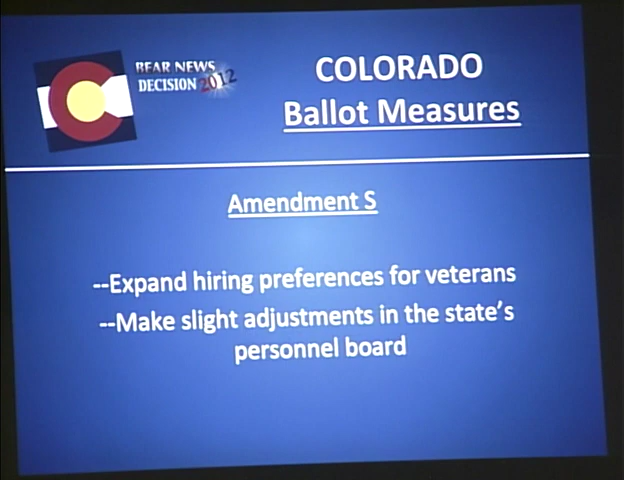 BEAR NEWS
DECISION 2012
COLORADO
Ballot Measures
Amendment S
--Expand hiring preferences for veterans
--Make slight adjustments in the state's
personnel board